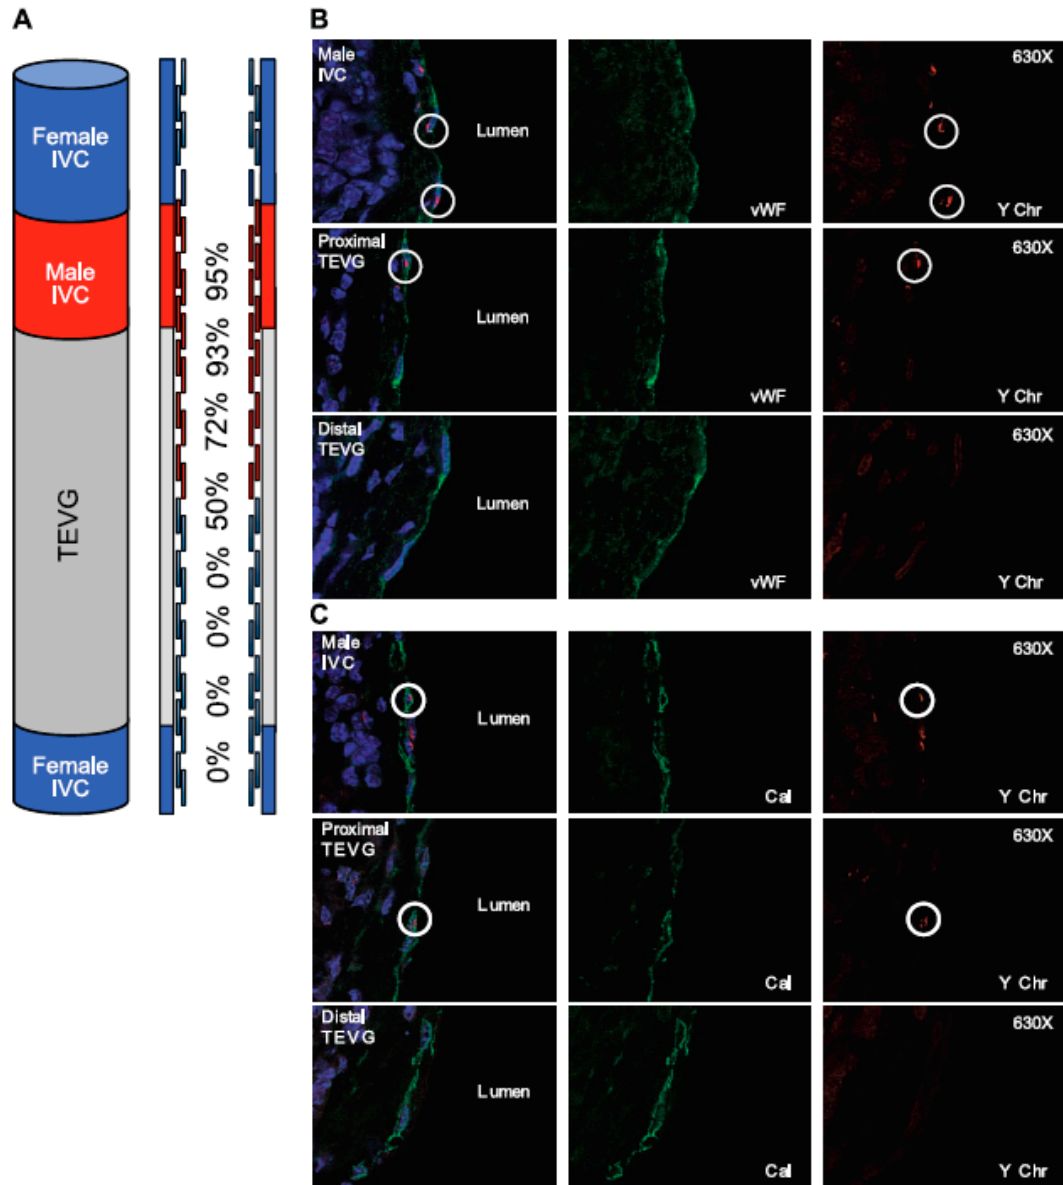 A
Female
IVC
Male
IVC
TEVG
Female
IVC
95%
93%
72%
50%
0%
0%
0%
0%
B
Male
IVC
Lumen
vWF
630X
Y Chr
Proximal
TEVG
Lumen
vWF
630X
Y Chr
Distal
TEVG
Lumen
vWF
630X
Y Chr
C
Male
IVC
Lumen
Cal
630X
Y Chr
Proximal
TEVG
Lumen
Cal
630X
Y Chr
Distal
TEVG
Lumen
Cal
630X
Y Chr